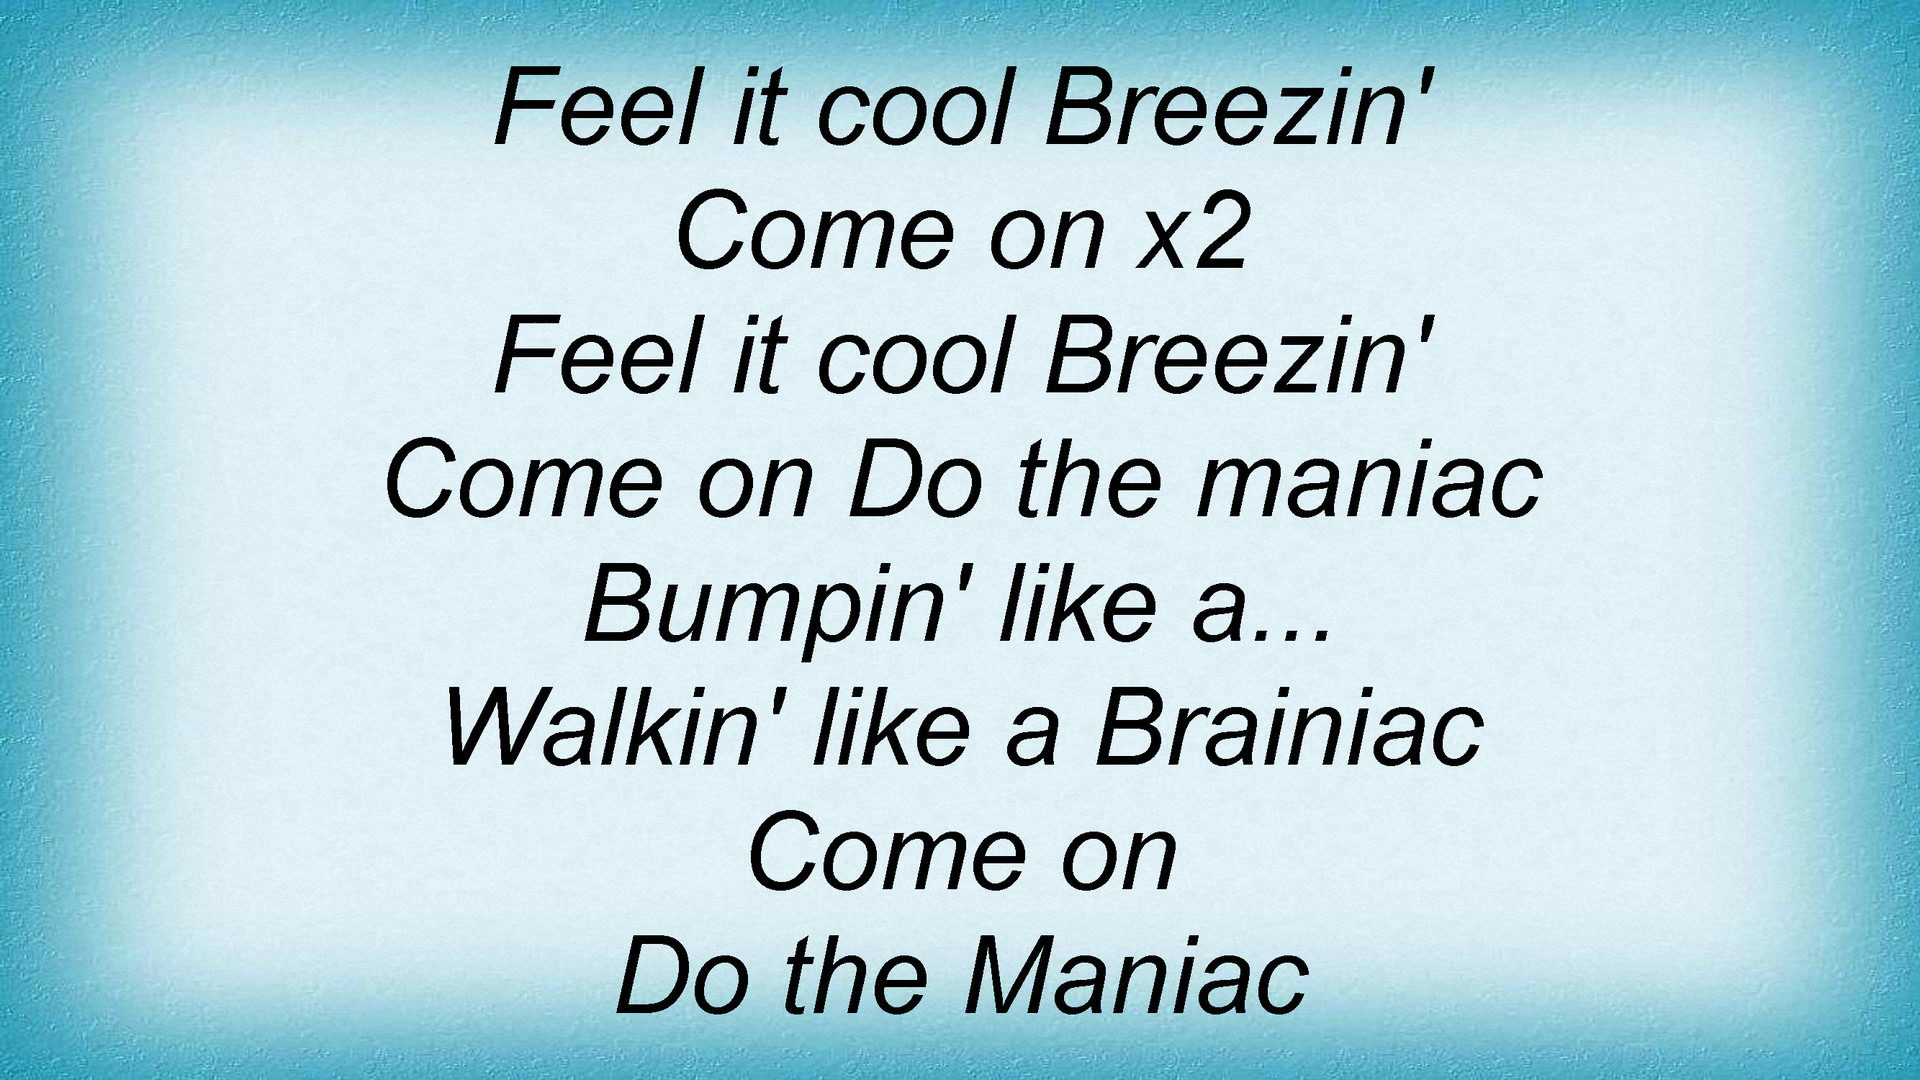 Feel it cool Breezin'
Come on x2
Feel it cool Breezin'
Come on Do the maniac
Bumpin' like a...
Walkin' like a Brainiac
Come on
Do the Maniac